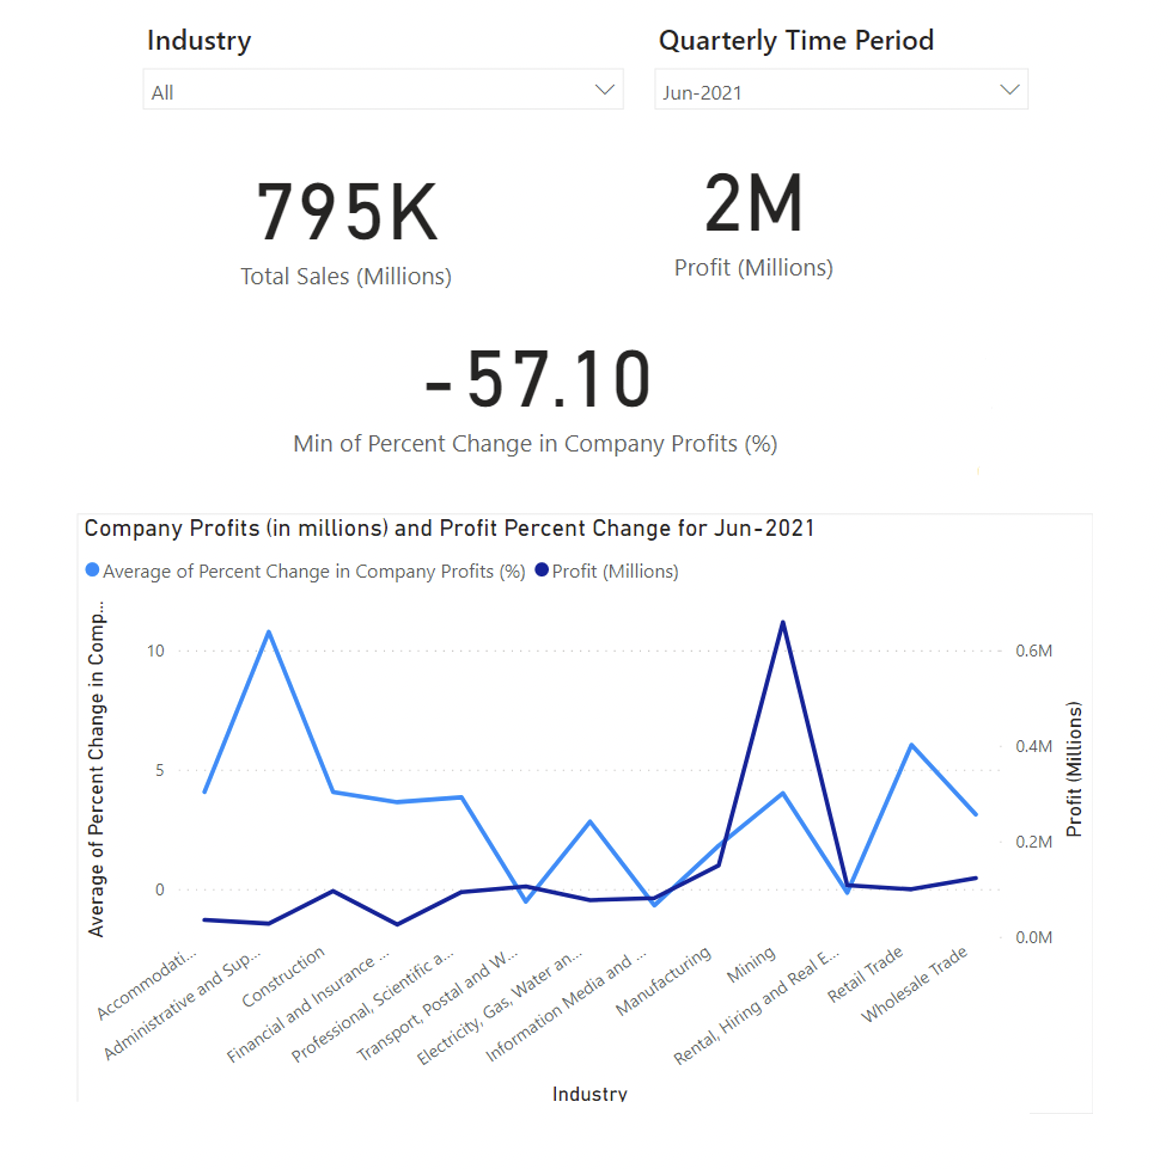 Industry
Quarterly Time Period
All
Jun-2021
795K
Total Sales (Millions)
2M
Profit (Millions)
-57.10
Min of Percent Change in Company Profits (%)
Company Profits (in millions) and Profit Percent Change for Jun-2021
Average of Percent Change in Company Profits (%)
Profit (Millions)
Average of Percent Change in Comp...
10
5
0
0.6M
0.4M
0.2M
0.0M
Profit (Millions)
Accommodati...
Administrative and Sup...
Construction
Financial and Insurance ...
Professional, Scientific a...
Transport, Postal and W...
Electricity, Gas, Water an...
Information Media and ...
Manufacturing
Mining
Rental, Hiring and Real E...
Retail Trade
Wholesale Trade
Industry